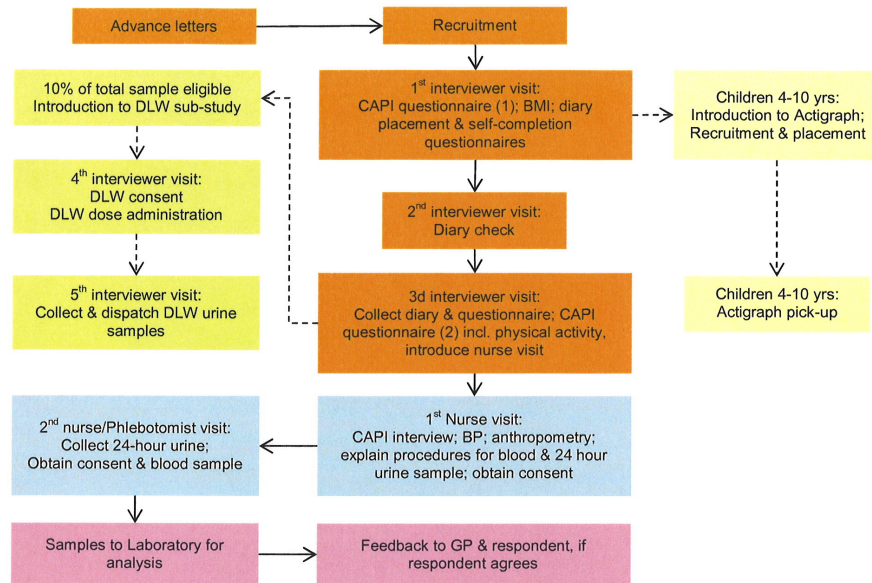 Advance letters
Recruitment
10% of total sample eligible
Introduction to DLW sub-study
1st interviewer visit:
CAPI questionnaire (1); BMI; diary
placement & self-completion
questionnaires
Children 4-10 yrs:
Introduction to Actigraph;
Recruitment & placement
4th interviewer visit:
DLW consent
DLW dose administration
2nd interviewer visit:
Diary check
5th interviewer visit:
Collect & dispatch DLW urine
samples
3d interviewer visit:
Collect diary & questionnaire; CAPI
questionnaire (2) incl. physical activity,
introduce nurse visit
Children 4-10 yrs:
Actigraph pick-up
2nd nurse/Phlebotomist visit:
Collect 24-hour urine;
Obtain consent & blood sample
1st Nurse visit:
CAPI interview; BP; anthropometry;
explain procedures for blood & 24 hour
urine sample; obtain consent
Samples to Laboratory for
analysis
Feedback to GP & respondent, if
respondent agrees